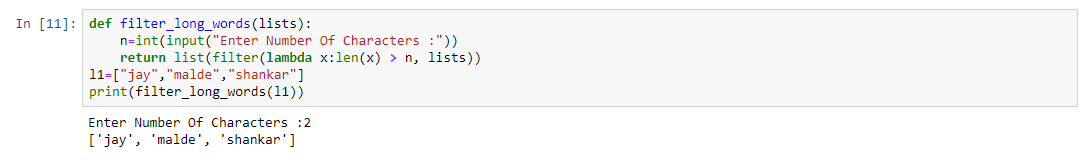 In [11]: def filter_long_words(lists):
    n=int(input("Enter Number Of Characters :"))
    return list(filter(lambda x:len(x) > n, lists))
l1=["jay","malde","shankar"]
print(filter_long_words(l1))
Enter Number Of Characters :2
['jay', 'malde', 'shankar']